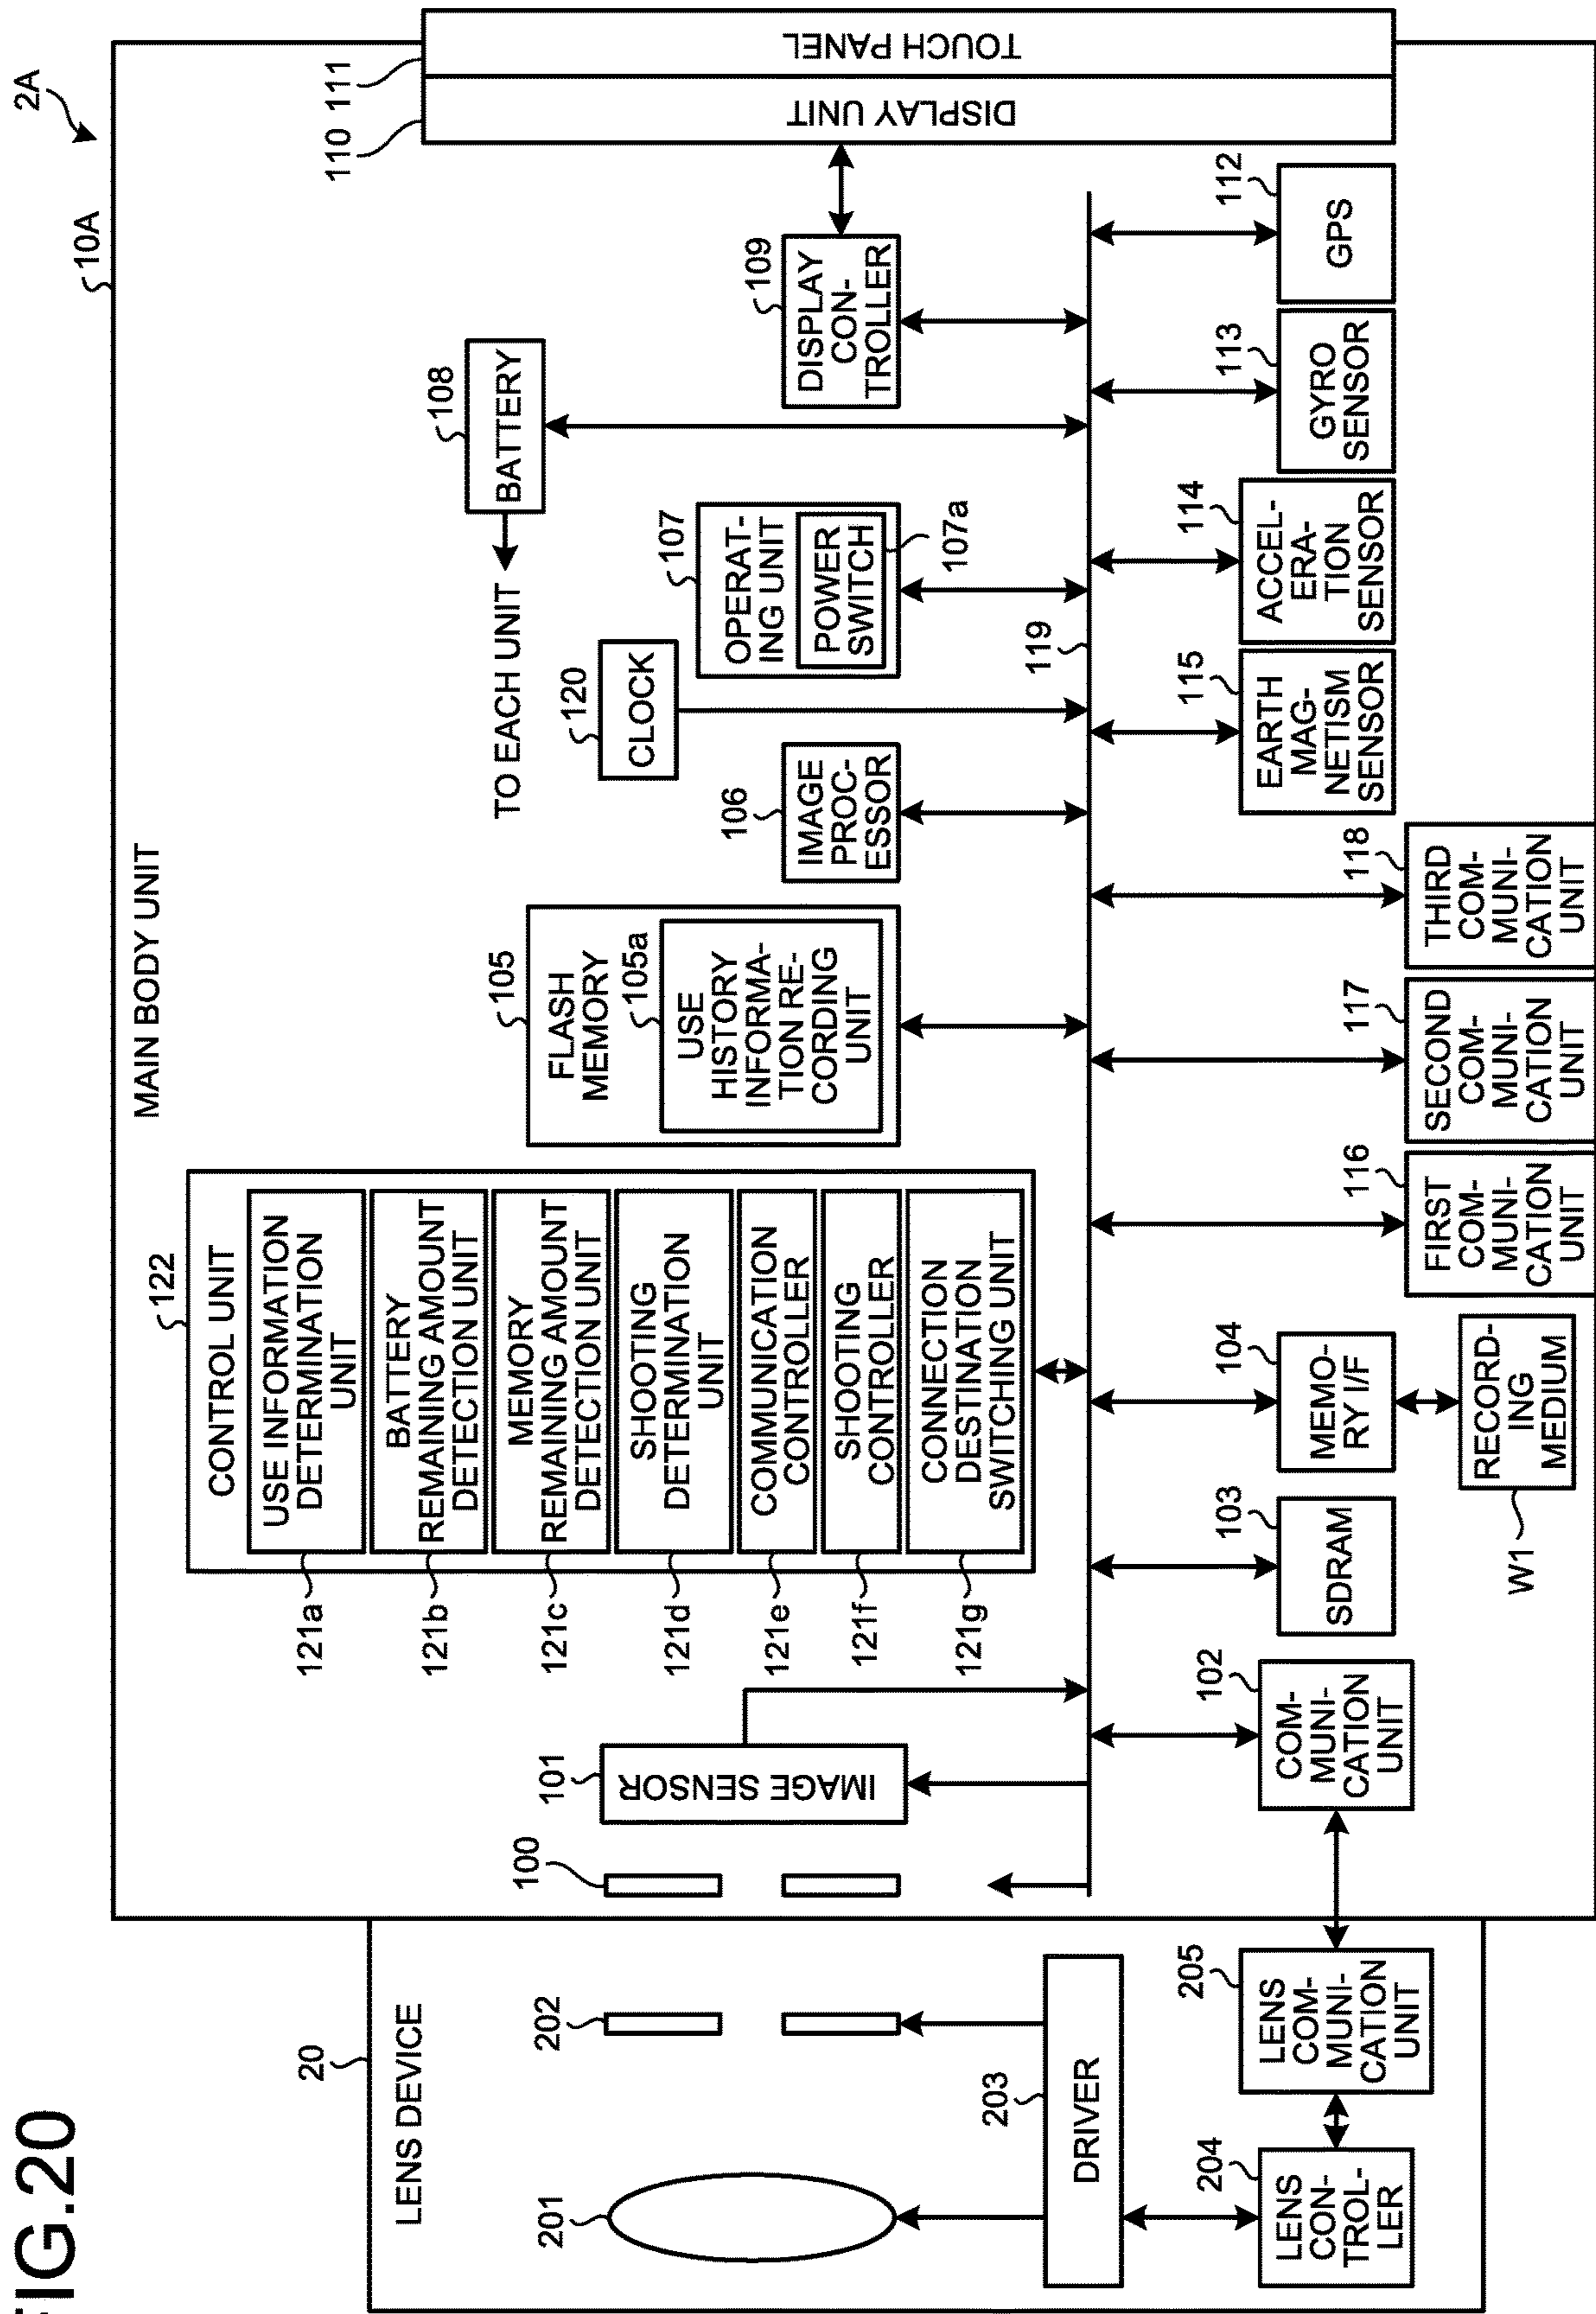 FIG.20
2A
10A
MAIN BODY UNIT
20
LENS DEVICE
201
202
203
DRIVER
204
LENS
CON-
TROL-
LER
205
LENS
COM-
MUNI-
CATION
UNIT
100
101
IMAGE SENSOR
122
CONTROL UNIT
121a
USE INFORMATION
DETERMINATION
UNIT
121b
BATTERY
REMAINING AMOUNT
DETECTION UNIT
121c
MEMORY
REMAINING AMOUNT
DETECTION UNIT
121d
SHOOTING
DETERMINATION
UNIT
121e
COMMUNICATION
CONTROLLER
121f
SHOOTING
CONTROLLER
121g
CONNECTION
DESTINATION
SWITCHING UNIT
105
FLASH
MEMORY
105a
USE
HISTORY
INFORMA-
TION RE-
CORDING
UNIT
106
IMAGE
PROC-
ESSOR
120
CLOCK
TO EACH UNIT
107
OPERAT-
ING UNIT
POWER
SWITCH
107a
108
BATTERY
109
DISPLAY
CON-
TROLLER
110
DISPLAY UNIT
111
TOUCH PANEL
119
102
COM-
MUNI-
CATION
UNIT
103
SDRAM
104
MEMO-
RY I/F
RECORD-
ING
MEDIUM
W1
116
FIRST
COM-
MUNI-
CATION
UNIT
117
SECOND
COM-
MUNI-
CATION
UNIT
118
THIRD
COM-
MUNI-
CATION
UNIT
115
EARTH
MAG-
NETISM
SENSOR
114
ACCEL-
ERA-
TION
SENSOR
113
GYRO
SENSOR
112
GPS